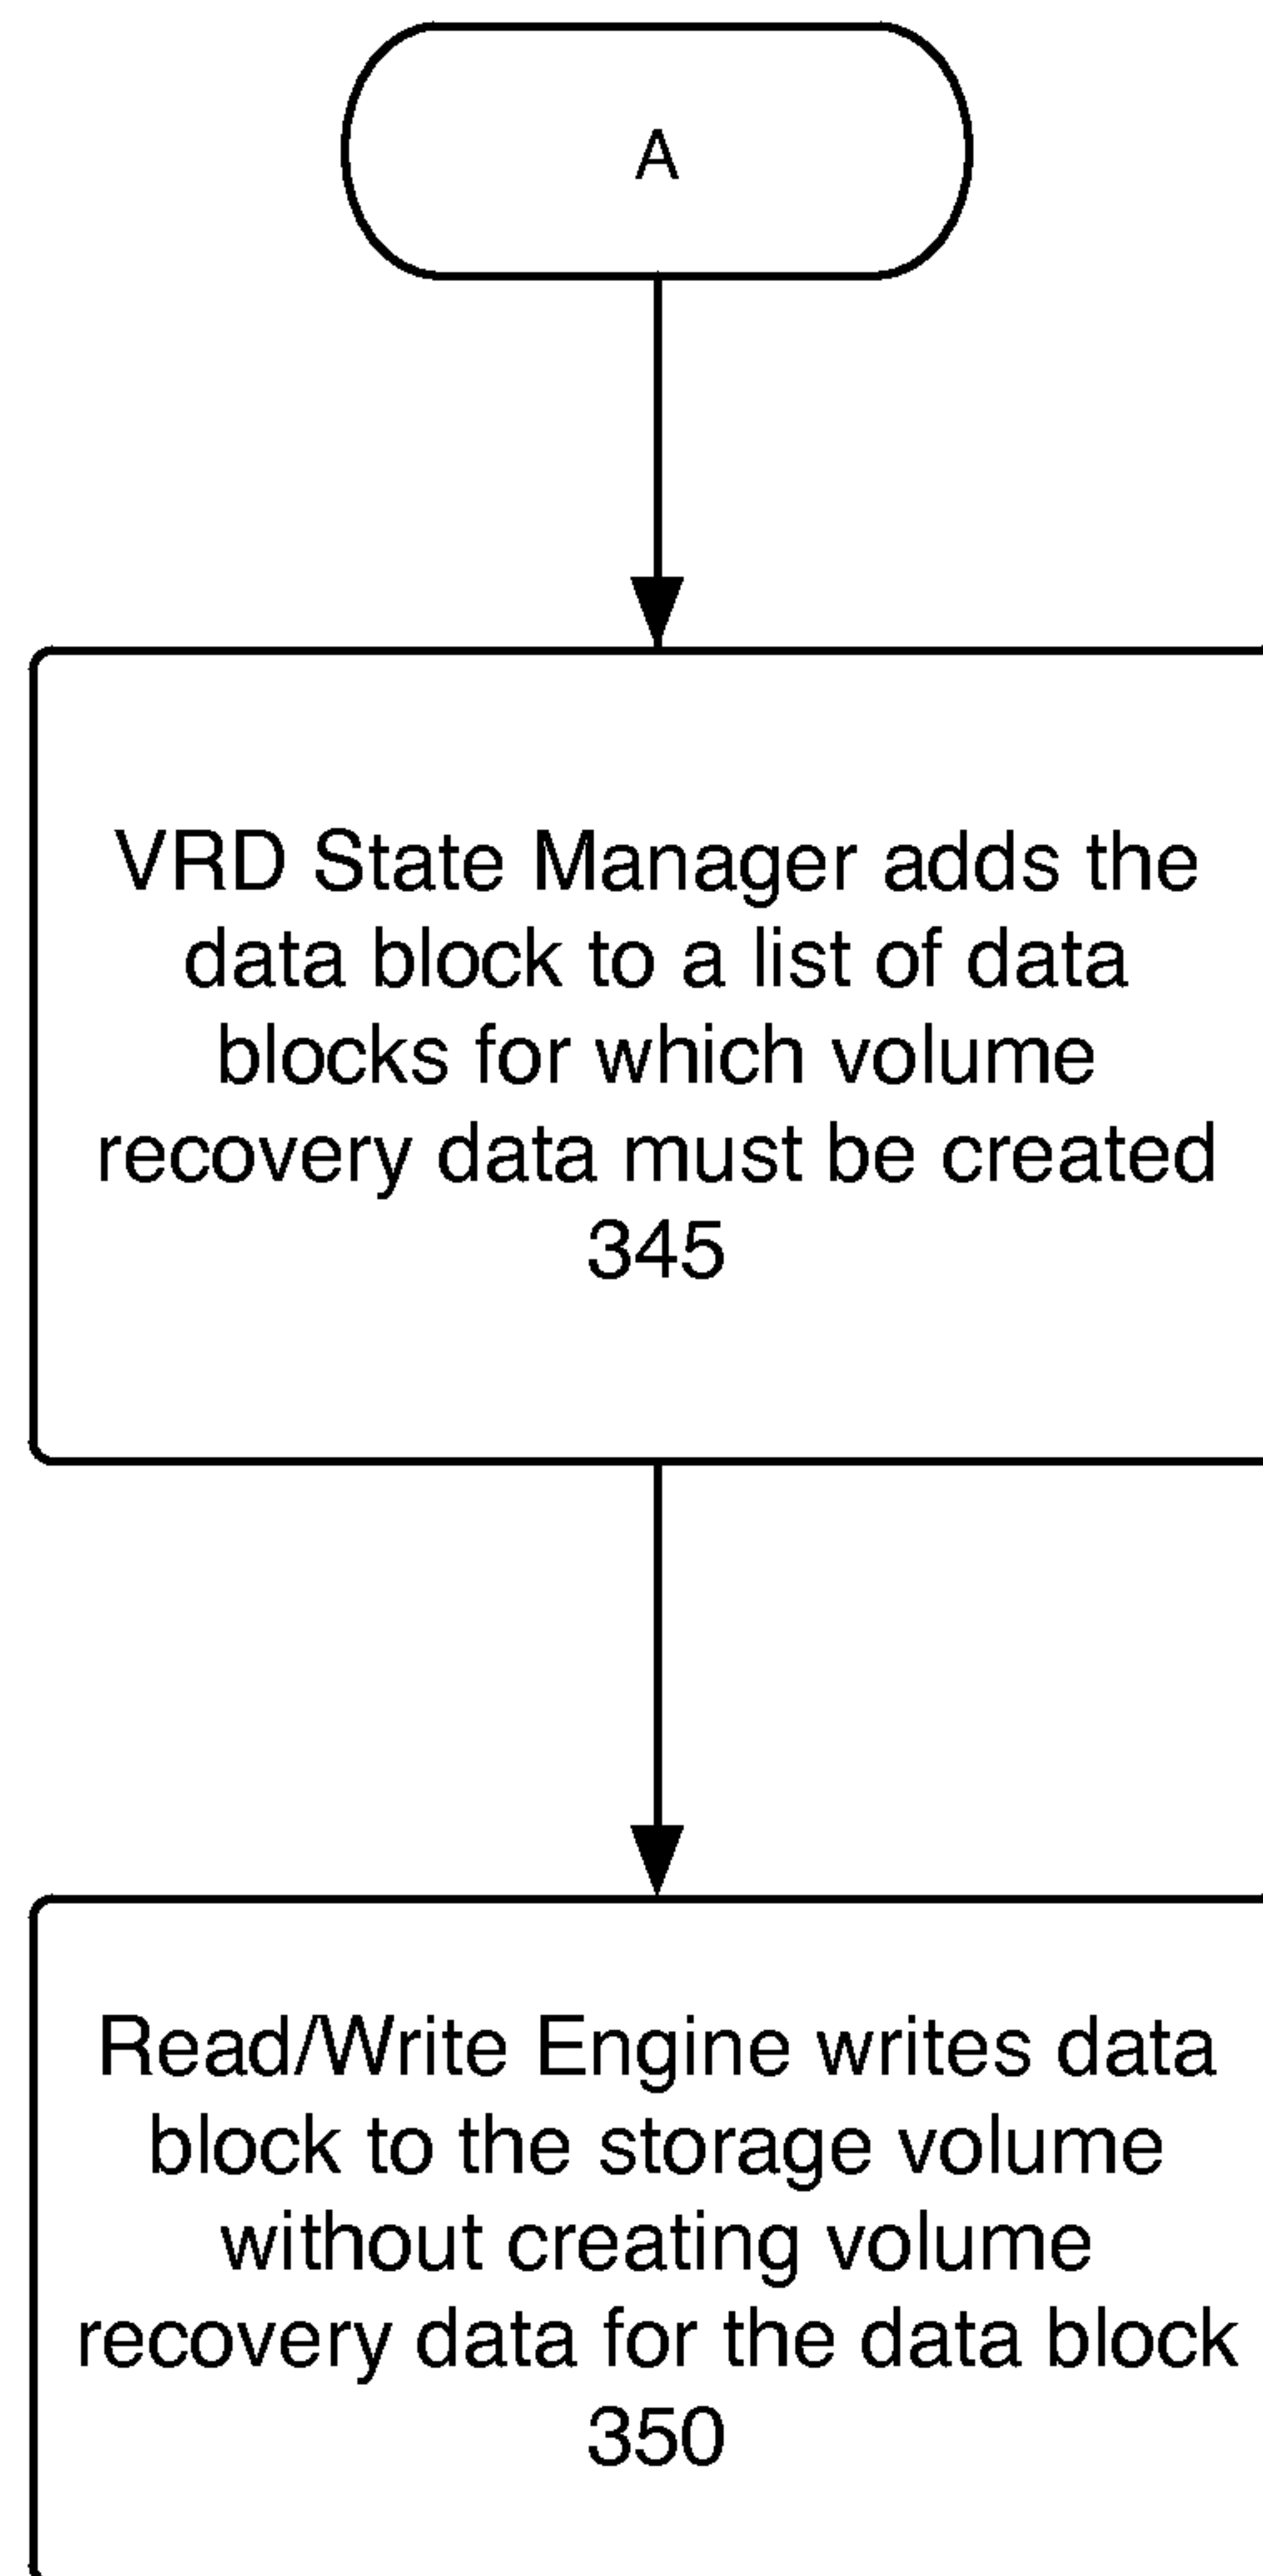 A
VRD State Manager adds the
data block to a list of data
blocks for which volume
recovery data must be created
345
Read/Write Engine writes data
block to the storage volume
without creating volume
recovery data for the data block
350